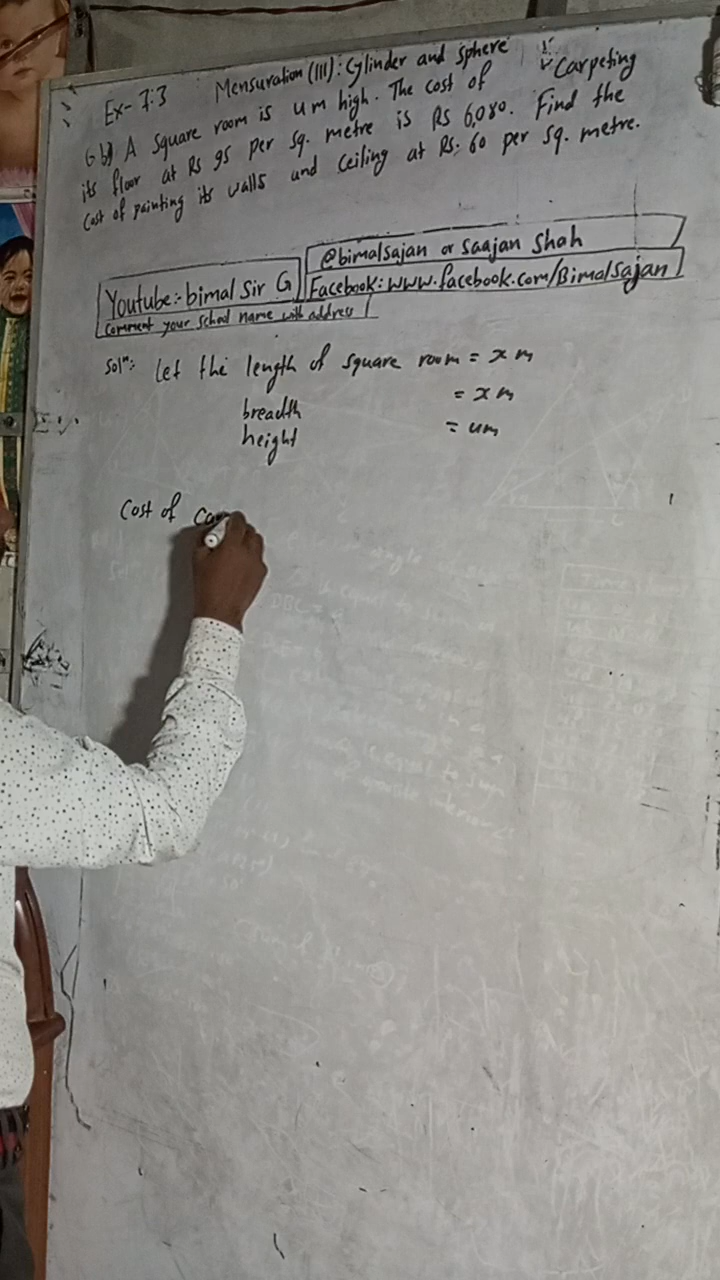 Ex- 7.3 Mensuration (III): Cylinder and Sphere
6 b) A square room is 4m high. The cost of Carpeting
its floor at Rs 95 per sq. metre is Rs 6,080. Find the
cost of painting its walls and ceiling at Rs. 60 per sq. metre.
@bimalsajan or Saajan Shah
Youtube:- bimal Sir G
Facebook: www.facebook.com/Bimalsajan
Comment your school name with address
Solⁿ: Let the length of square room = x m
breadth = x m
height = 4m
Cost of